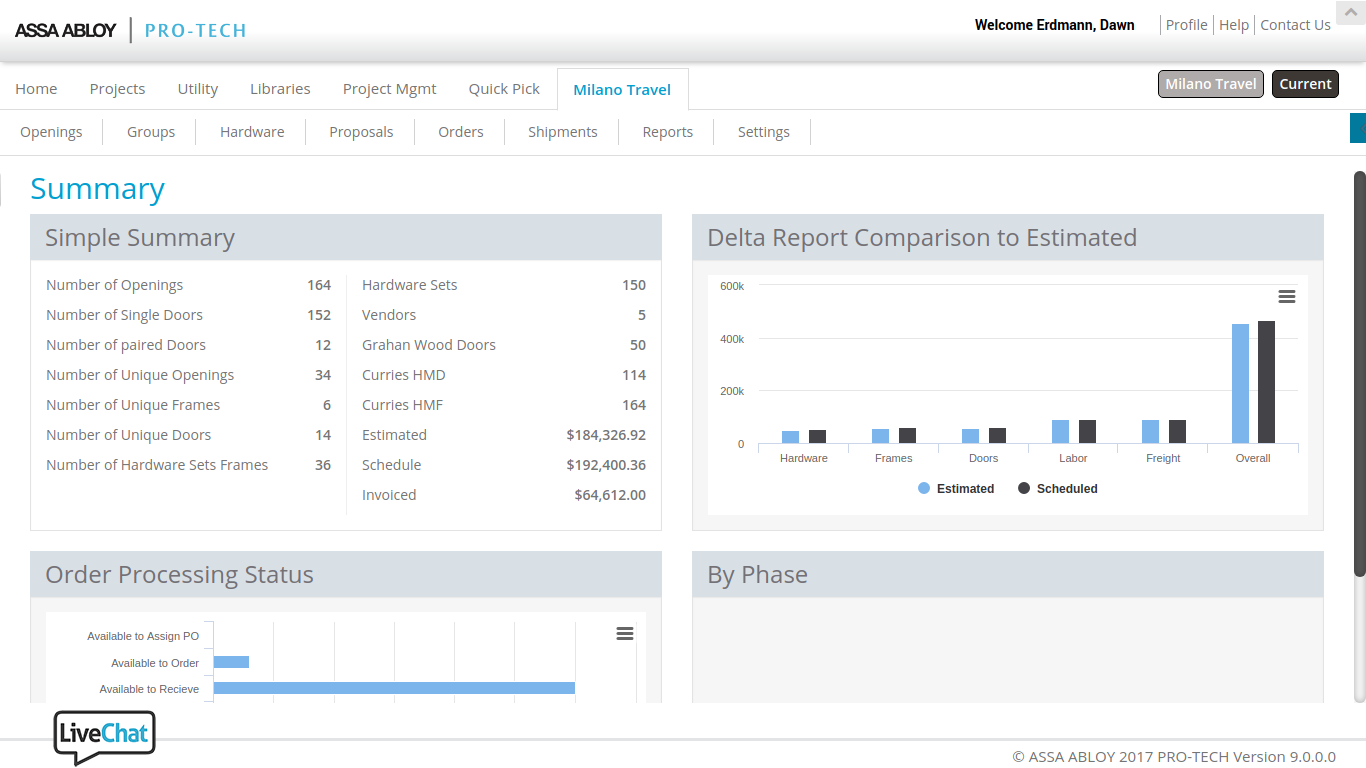 ASSA ABLOY | PRO-TECH
Welcome Erdmann, Dawn
Profile Help Contact Us
Home Projects Utility Libraries Project Mgmt Quick Pick Milano Travel
Milano Travel Current
Openings Groups Hardware Proposals Orders Shipments Reports Settings
Summary
Simple Summary
Number of Openings 164
Number of Single Doors 152
Number of paired Doors 12
Number of Unique Openings 34
Number of Unique Frames 6
Number of Unique Doors 14
Number of Hardware Sets Frames 36
Hardware Sets 150
Vendors 5
Grahan Wood Doors 50
Curries HMD 114
Curries HMF 164
Estimated $184,326.92
Schedule $192,400.36
Invoiced $64,612.00
Delta Report Comparison to Estimated
600k
400k
200k
0
Hardware Frames Doors Labor Freight Overall
Estimated Scheduled
Order Processing Status
Available to Assign PO
Available to Order
Available to Recieve
By Phase
LiveChat
© ASSA ABLOY 2017 PRO-TECH Version 9.0.0.0